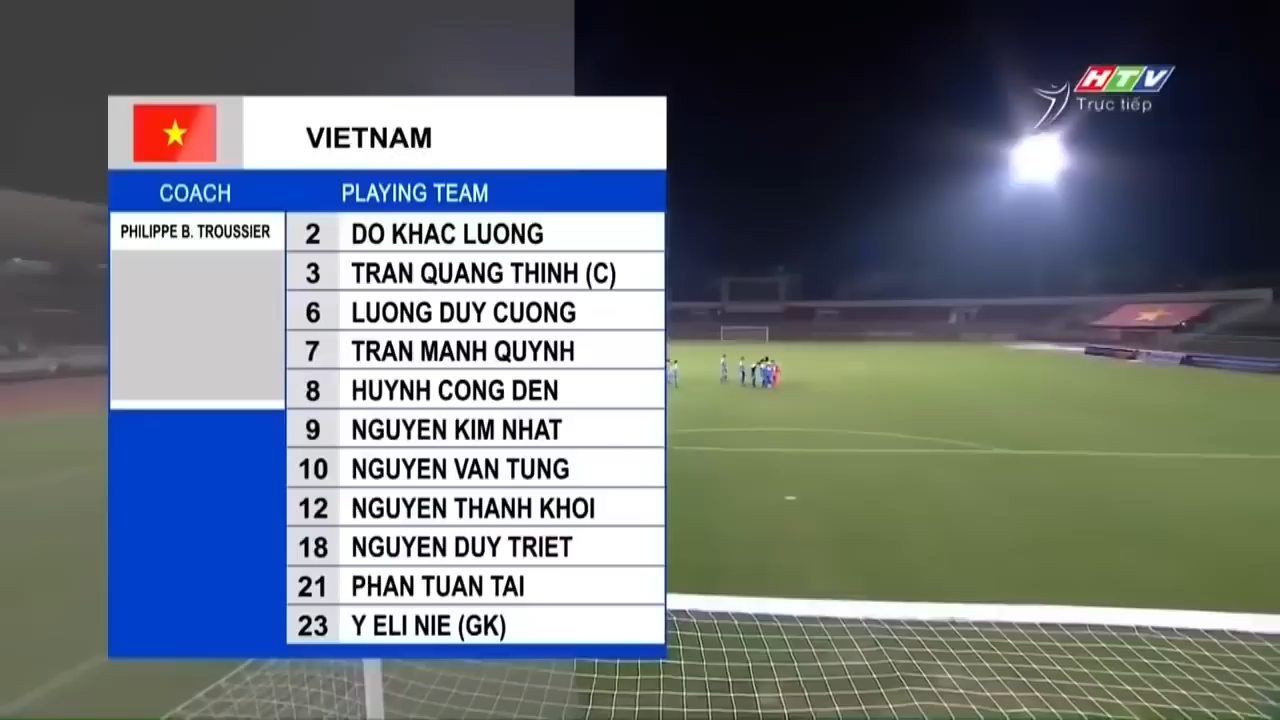 HTV
Trực tiếp
VIETNAM
COACH PLAYING TEAM
PHILIPPE B. TROUSSIER
2 DO KHAC LUONG
3 TRAN QUANG THINH (C)
6 LUONG DUY CUONG
7 TRAN MANH QUYNH
8 HUYNH CONG DEN
9 NGUYEN KIM NHAT
10 NGUYEN VAN TUNG
12 NGUYEN THANH KHOI
18 NGUYEN DUY TRIET
21 PHAN TUAN TAI
23 Y ELI NIE (GK)